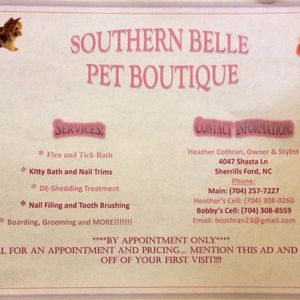 SOUTHERN BELLE
PET BOUTIQUE
SERVICES:
* Flea and Tick Bath
* Kitty Bath and Nail Trims
* DE-Shedding Treatment
* Nail Filing and Tooth Brushing
* Boarding, Grooming and MORE!!!!!!!
CONTACT INFORMATION:
Heather Cothran, Owner & Stylist
4047 Shasta Ln
Sherrills Ford, NC
Phone:
Main: (704) 257-7227
Heather's Cell: (704) 308-0260
Bobby's Cell: (704) 308-8559
Email: hcothran23@gmail.com
****BY APPOINTMENT ONLY****
FOR AN APPOINTMENT AND PRICING... MENTION THIS AD AND
OFF OF YOUR FIRST VISIT!!!!